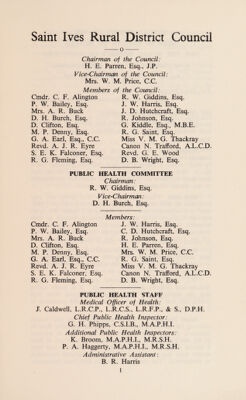 Saint Ives Rural District Council
Chairman of the Council:
H. E. Parren, Esq., J.P.
Vice-Chairman of the Council:
Mrs. W. M. Price, C.C.
Members of the Council:
Cmdr. C. F. Alington
P. W. Bailey, Esq.
Mrs. A. R. Buck
D. H. Burch, Esq.
D. Clifton, Esq.
M. P. Denny, Esq.
G. A. Earl, Esq., C.C.
Revd. A. J. R. Eyre
S. E. K. Falconer, Esq.
R. G. Fleming, Esq.
R. W. Giddins, Esq.
J. W. Harris, Esq.
J. D. Hutchcraft, Esq.
R. Johnson, Esq.
G. Kiddle, Esq., M.B.E.
R. G. Saint, Esq.
Miss V. M. G. Thackray
Canon N. Trafford, A.L.C.D.
Revd. G. E. Wood
D. B. Wright, Esq.
PUBLIC HEALTH COMMITTEE
Chairman:
R. W. Giddins, Esq.
Vice-Chairman:
D. H. Burch, Esq.
Members:
Cmdr. C. F. Alington
P. W. Bailey, Esq.
Mrs. A. R. Buck
D. Clifton, Esq.
M. P. Denny, Esq.
G. A. Earl, Esq., C.C.
Revd. A. J. R. Eyre
S. E. K. Falconer, Esq.
R. G. Fleming, Esq.
J. W. Harris, Esq.
C. D. Hutchcraft, Esq.
R. Johnson, Esq.
H. E. Parren, Esq.
Mrs. W. M. Price, C.C.
R. G. Saint, Esq.
Miss V. M. G. Thackray
Canon N. Trafford, A.L.C.D.
D. B. Wright, Esq.
PUBLIC HEALTH STAFF
Medical Officer of Health:
J. Caldwell, L.R.C.P., L.R.C.S., L.R.F.P., & S., D.P.H.
Chief Public Health Inspector:
G. H. Phipps, C.S.I.B., M.A.P.H.I.
Additional Public Health Inspectors:
K. Broom, M.A.P.H.I., M.R.S.H.
P. A. Haggerty, M.A.P.H.I., M.R.S.H.
Administrative Assistant:
B. R. Harris
1